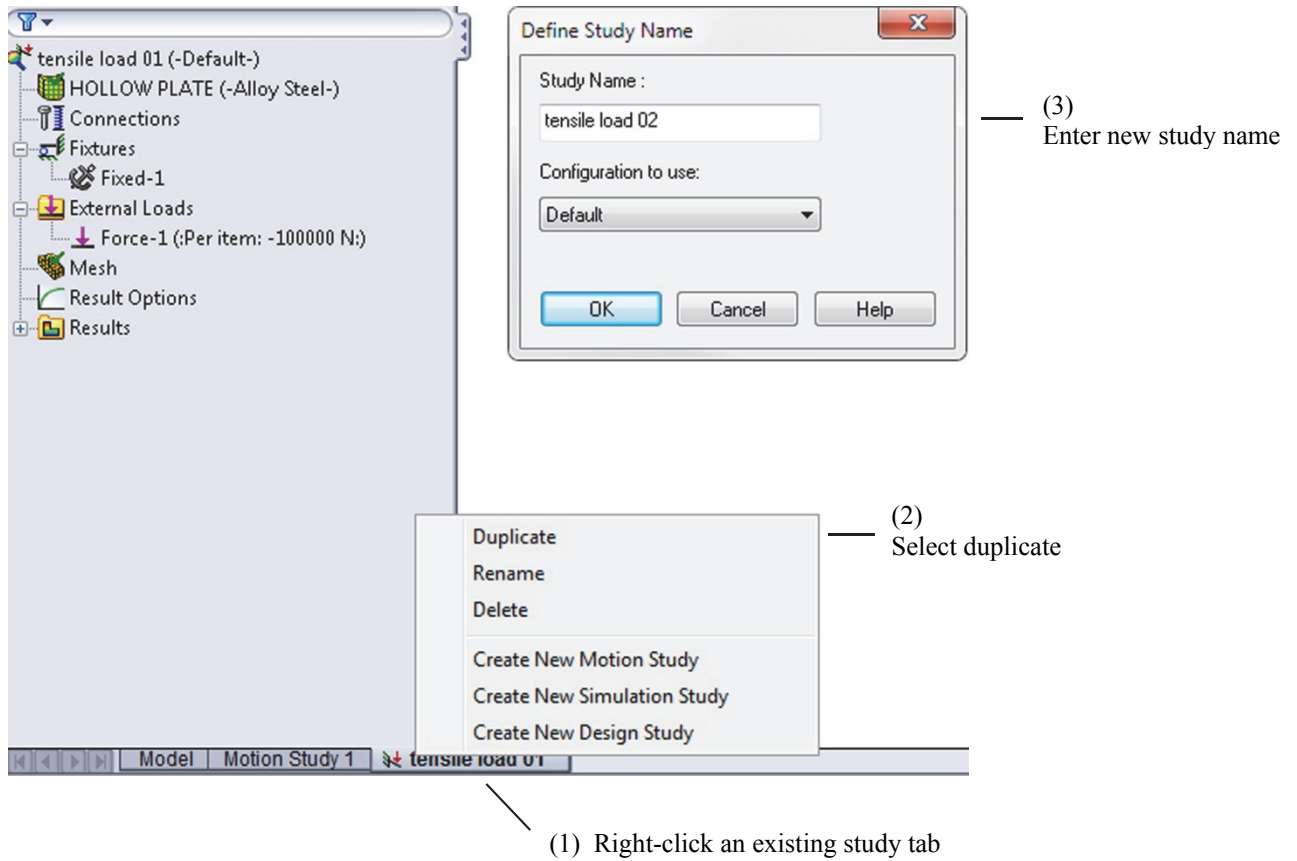 tensile load 01 (-Default-)
HOLLOW PLATE (-Alloy Steel-)
Connections
Fixtures
Fixed-1
External Loads
Force-1 (:Per item: -100000 N:)
Mesh
Result Options
Results
Define Study Name
Study Name :
tensile load 02
Configuration to use:
Default
OK Cancel Help
(3)
Enter new study name
Duplicate
Rename
Delete
Create New Motion Study
Create New Simulation Study
Create New Design Study
(2)
Select duplicate
Model Motion Study 1 tensile load 01
(1) Right-click an existing study tab